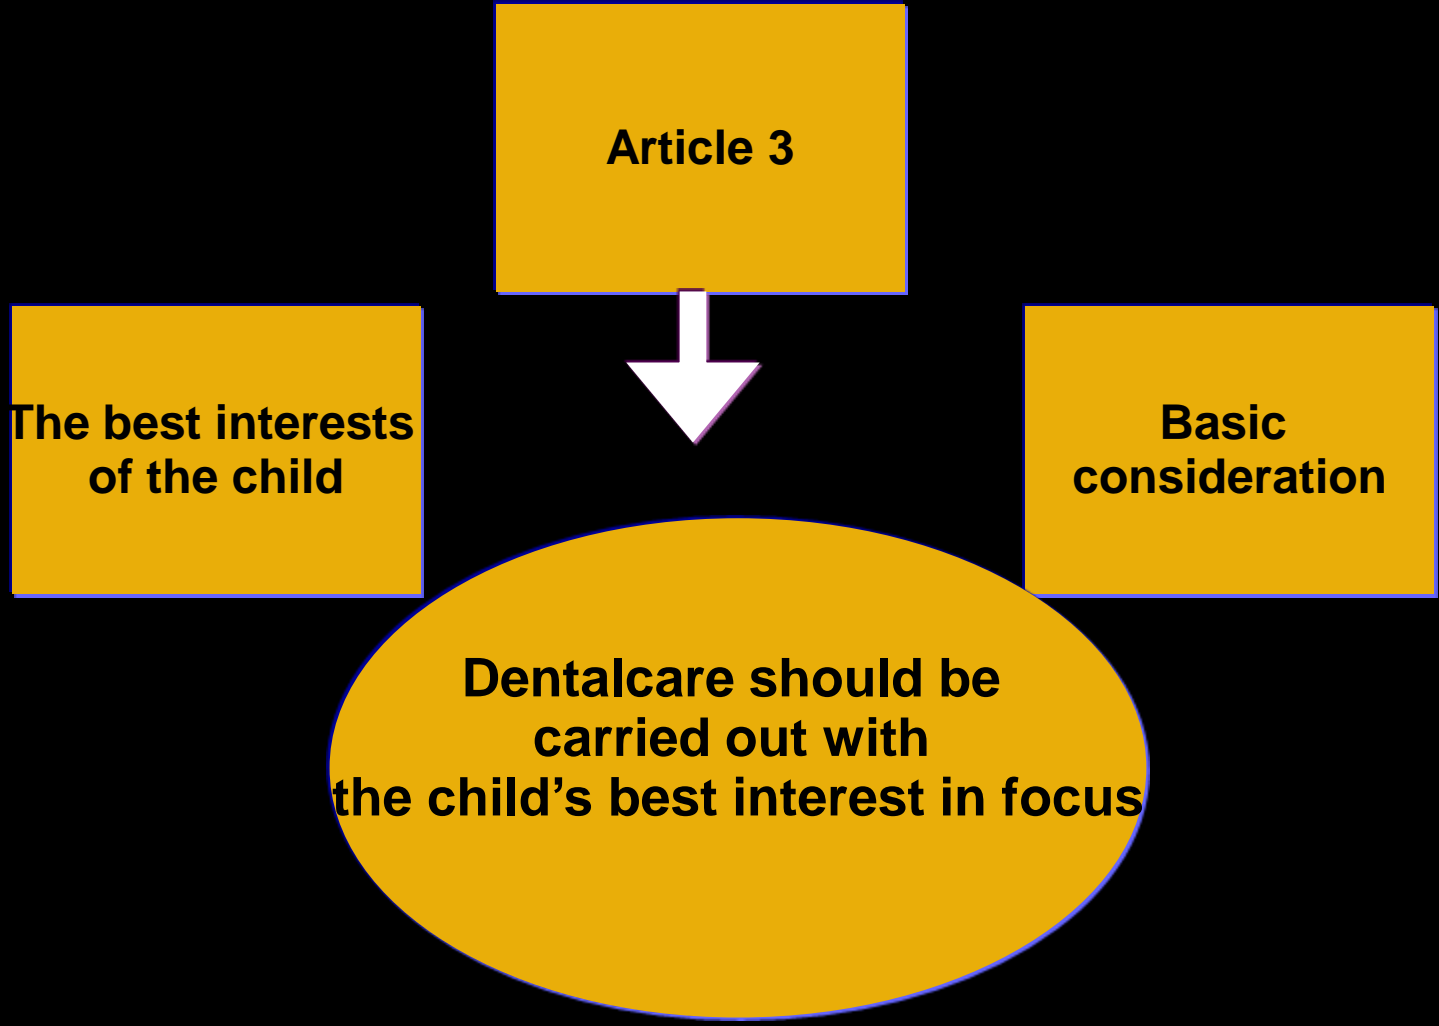 Article 3
The best interests
of the child
Basic
consideration
Dentalcare should be
carried out with
the child’s best interest in focus